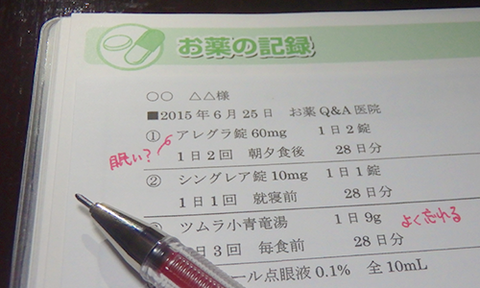 お薬の記録
○○ △△様
■2015年6月25日 お薬Q&A医院
① アレグラ錠60mg 1日2錠
眠い?
1日2回 朝夕食後 28日分
② シングレア錠10mg 1日1錠
1日1回 就寝前 28日分
ツムラ小青竜湯 1日9g よく忘れる
日3回 毎食前 28日分
ール点眼液0.1% 全10mL